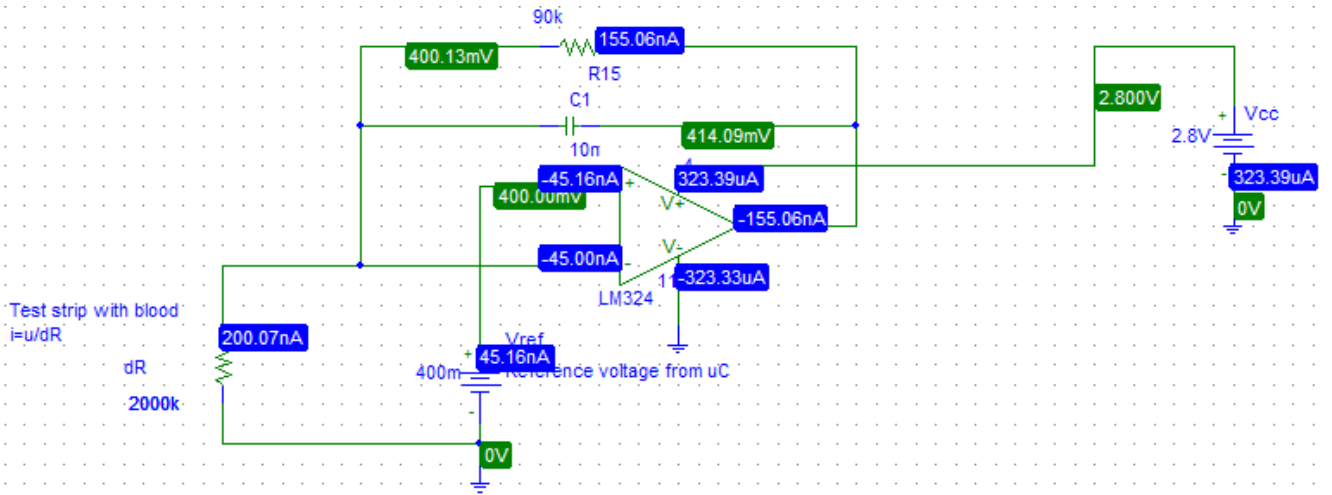 90k
155.06nA
400.13mV
R15
C1
2.800V
Vcc
+
414.09mV
2.8V
10n
-45.16nA
323.39uA
-
323.39uA
400.00mV
+
V+
-155.06nA
0V
V-
-45.00nA
-
11
-323.33uA
LM324
Test strip with blood
i=u/dR
200.07nA
Vref
+
45.16nA
dR
400m
Reference voltage from uC
2000k
-
0V